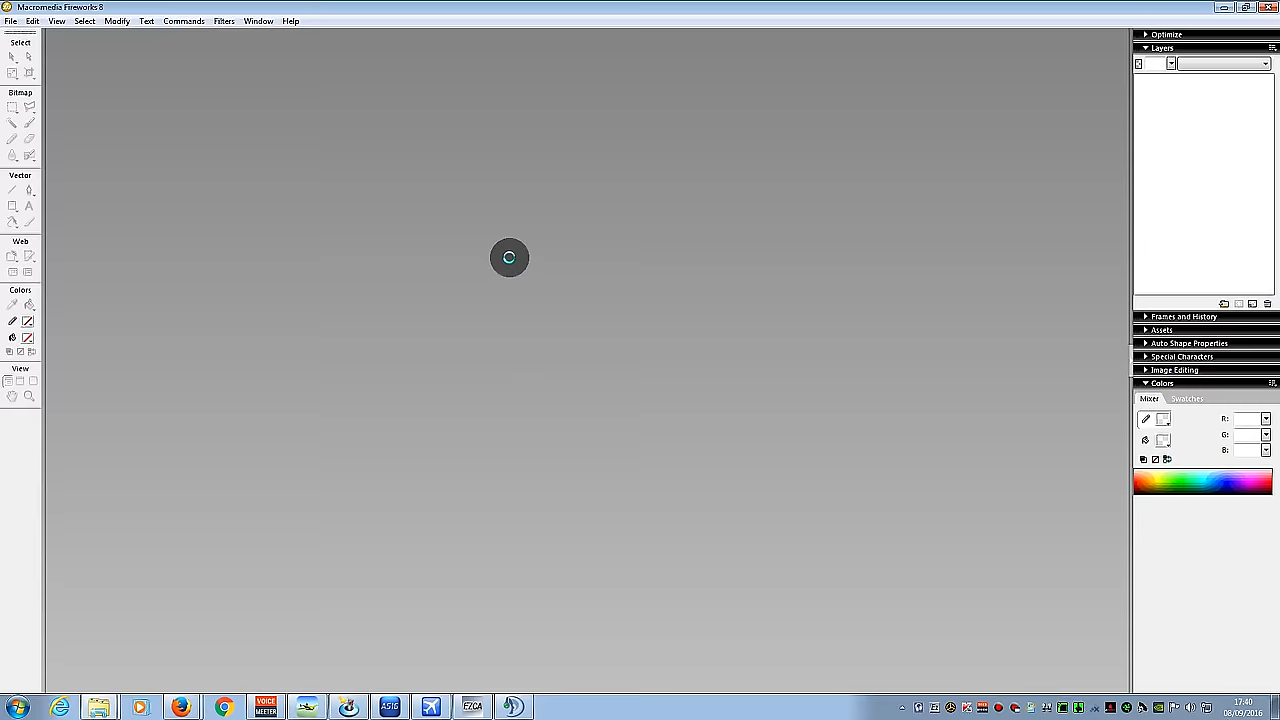 Macromedia Fireworks 8
File Edit View Select Modify Text Commands Filters Window Help
Select
Bitmap
Vector
A
Web
Colors
View
Optimize
Layers
Frames and History
Assets
Auto Shape Properties
Special Characters
Image Editing
Colors
Mixer Swatches
R:
G:
B:
VOICE
MEETER
ASIG
EZCA
17:40
08/20/2016